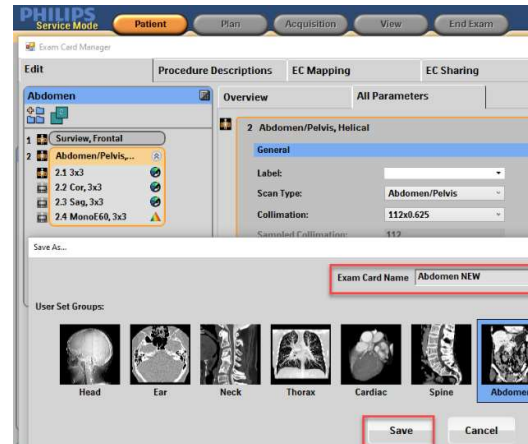 PHILIPS
Service Mode
Patient Plan Acquisition View End Exam
Exam Card Manager
Edit Procedure Descriptions EC Mapping EC Sharing
Abdomen
Overview All Parameters
1 Surview, Frontal
2 Abdomen/Pelvis,...
2.1 3x3
2.2 Cor, 3x3
2.3 Sag, 3x3
2.4 MonoE60, 3x3
2 Abdomen/Pelvis, Helical
General
Label:
Scan Type: Abdomen/Pelvis
Collimation: 112x0.625
Sampled Collimation: 112
Save As...
Exam Card Name Abdomen NEW
User Set Groups:
Head Ear Neck Thorax Cardiac Spine Abdomen
Save Cancel